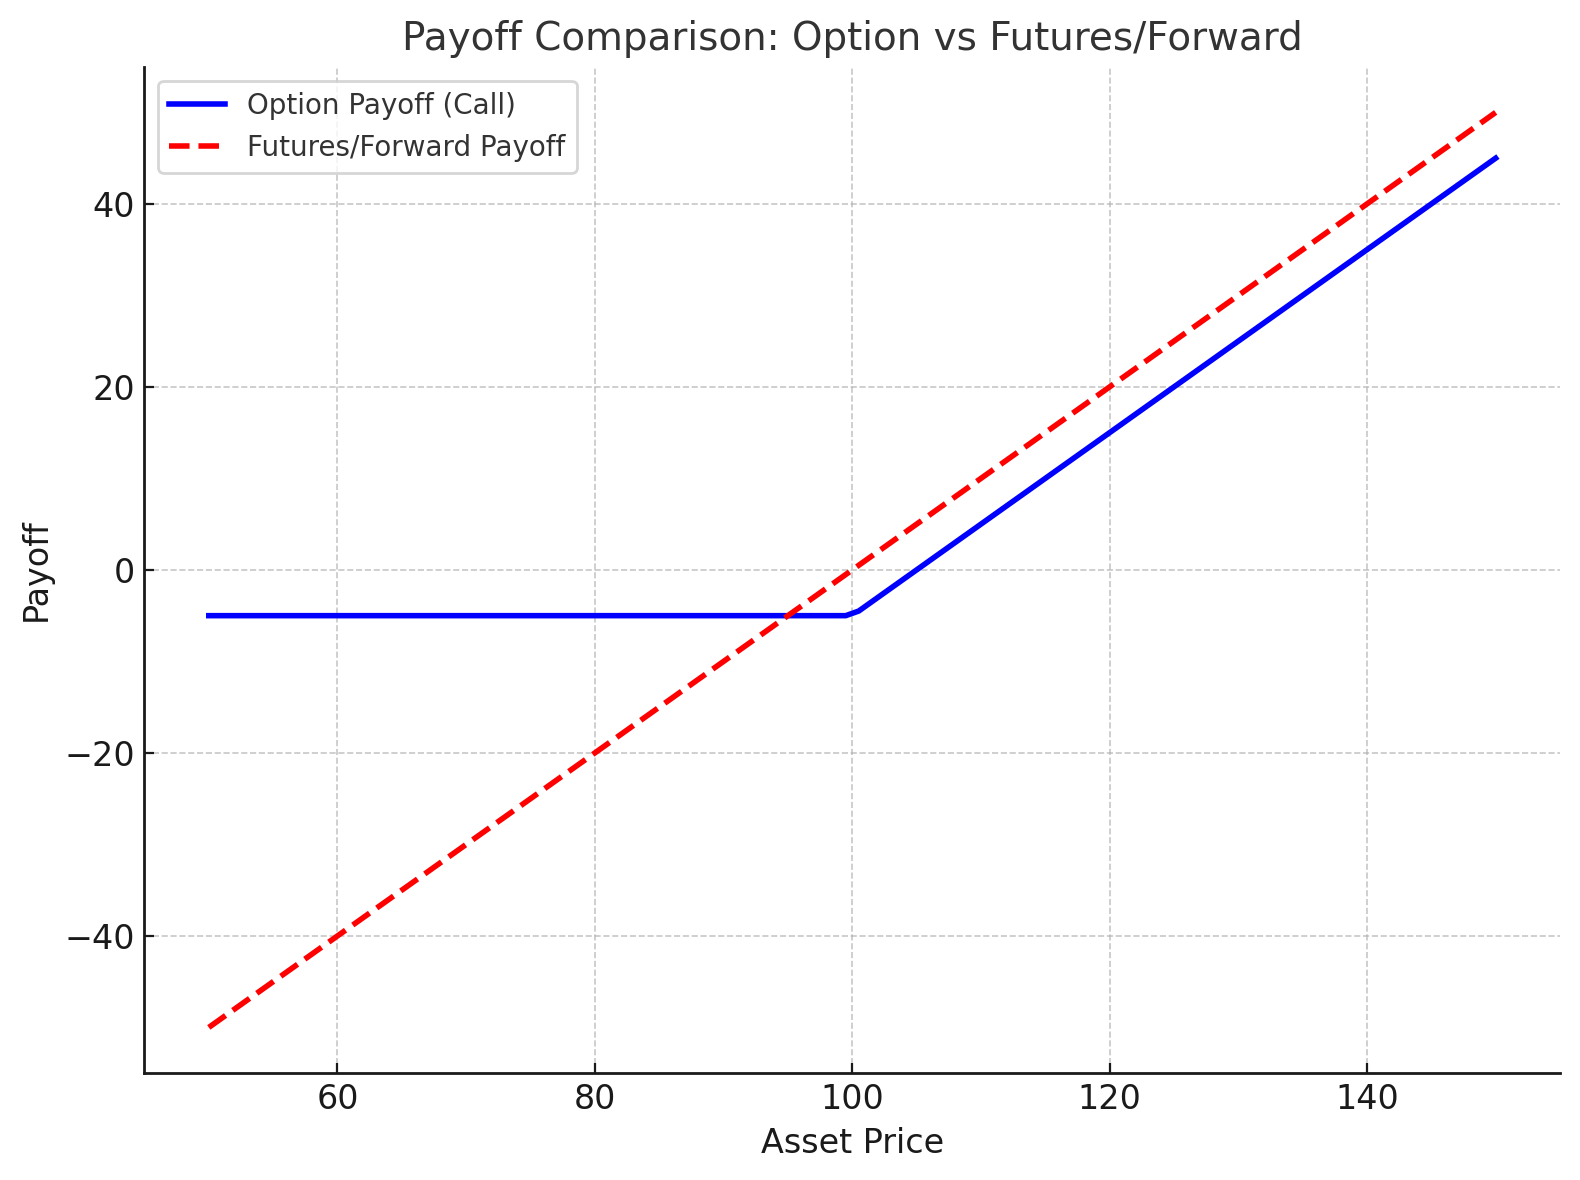 Payoff Comparison: Option vs Futures/Forward
Option Payoff (Call)
Futures/Forward Payoff
40
20
0
−20
−40
Payoff
60
80
100
120
140
Asset Price